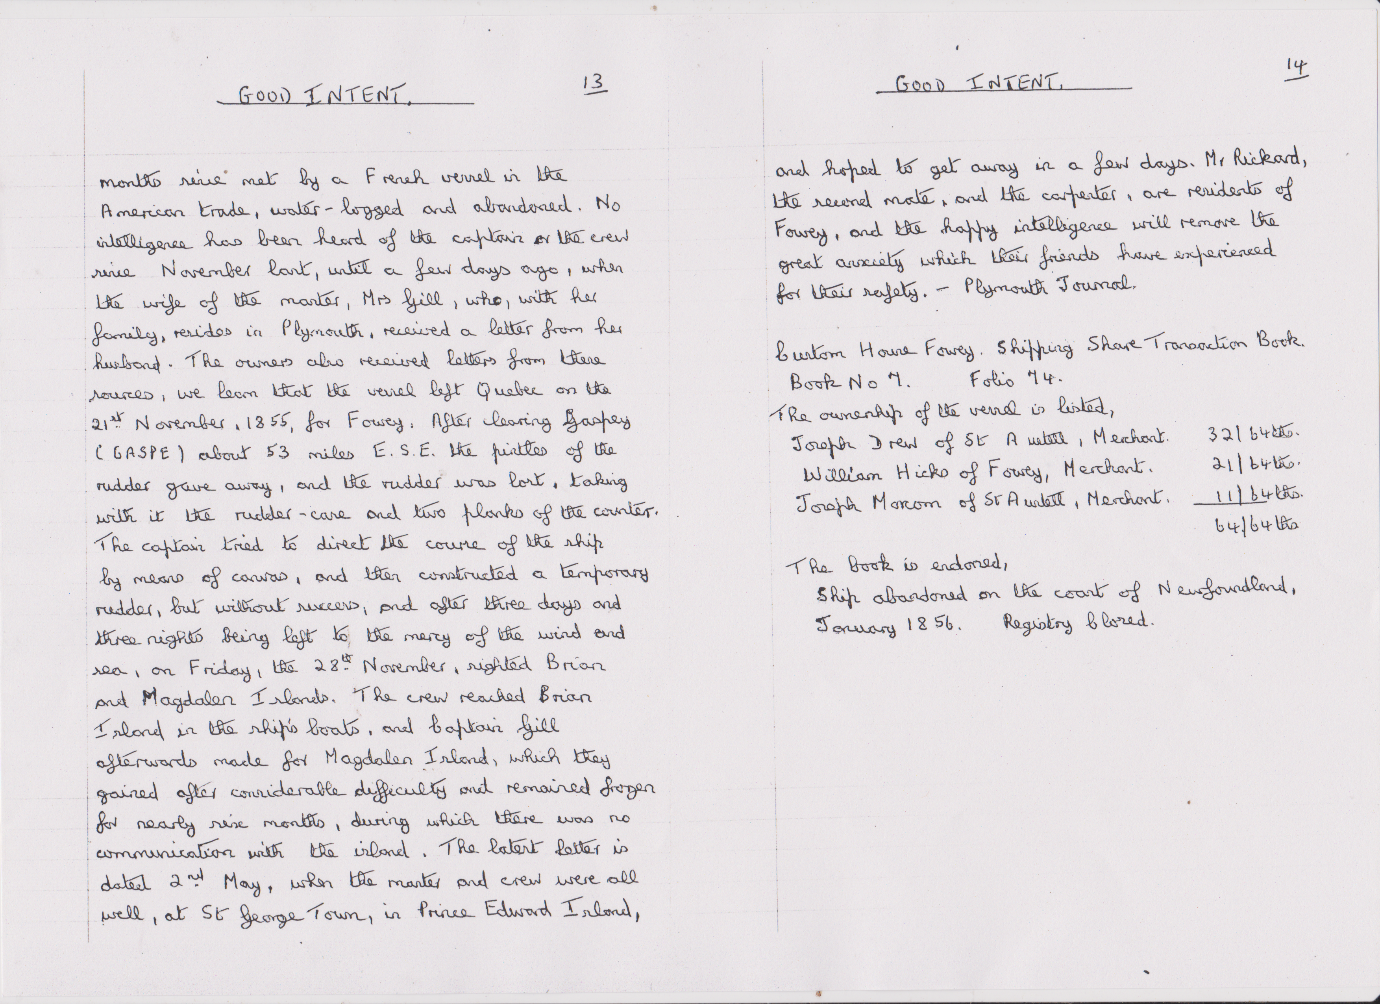 GOOD INTENT. 13
months since met by a French vessel in the
American trade, water-logged and abandoned. No
intelligence has been heard of the captain or the crew
since November last, until a few days ago, when
the wife of the master, Mrs Gill, who, with her
family, resides in Plymouth, received a letter from her
husband. The owners also received letters from these
sources, we learn that the vessel left Quebec on the
21st November, 1855, for Fowey. After clearing Gaspey
(GASPE) about 53 miles E.S.E. the pintles of the
rudder gave away, and the rudder was lost, taking
with it the rudder-case and two planks of the counter.
The captain tried to direct the course of the ship
by means of canvas, and then constructed a temporary
rudder, but without success, and after three days and
three nights being left to the mercy of the wind and
sea, on Friday, the 28th November, sighted Brian
and Magdalen Islands. The crew reached Brian
Island in the ship's boats, and Captain Gill
afterwards made for Magdalen Island, which they
gained after considerable difficulty and remained frozen
for nearly six months, during which there was no
communication with the island. The latest letter is
dated 2nd May, when the master and crew were all
well, at St George Town, in Prince Edward Island,
GOOD INTENT. 14
and hoped to get away in a few days. Mr Rickard,
the second mate, and the carpenter, are residents of
Fowey, and the happy intelligence will remove the
great anxiety which their friends have experienced
for their safety. - Plymouth Journal.
Custom House Fowey. Shipping Share Transaction Book.
Book No 7. Folio 74.
The ownership of the vessel is listed,
Joseph Drew of St Austell, Merchant. 32/64ths.
William Hicks of Fowey, Merchant. 21/64ths.
Joseph Morcom of St Austell, Merchant. 11/64ths.
64/64ths
The book is endorsed,
Ship abandoned on the coast of Newfoundland,
January 1856. Registry Closed.